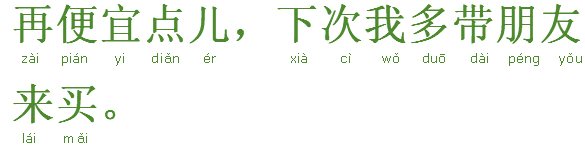 再便宜点儿，下次我多带朋友
zài pián yi diǎn ér xià cì wǒ duō dài péng yǒu
来买。
lái mǎi